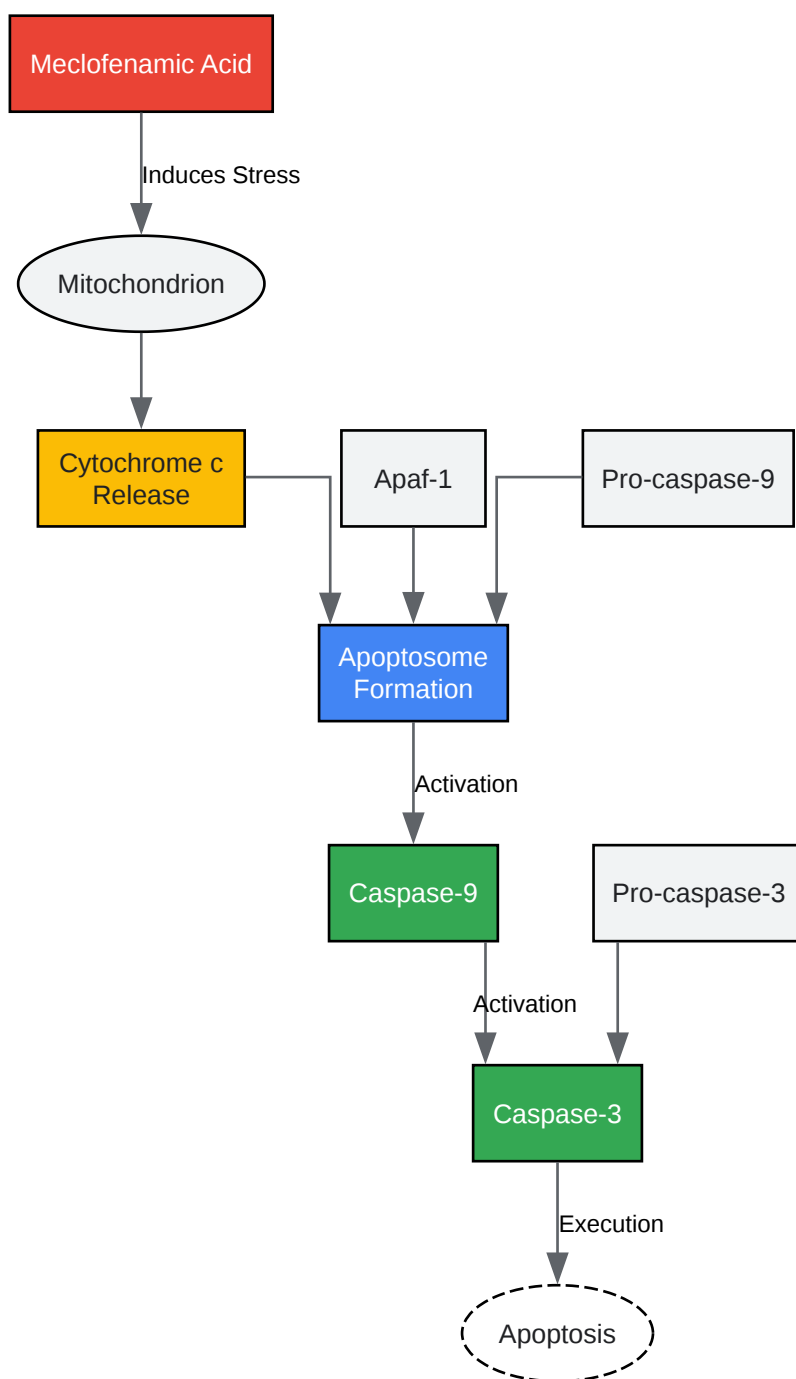 Meclofenamic Acid
Induces Stress
Mitochondrion
Cytochrome c
Release
Apaf-1
Pro-caspase-9
Apoptosome
Formation
Activation
Caspase-9
Pro-caspase-3
Activation
Caspase-3
Execution
Apoptosis